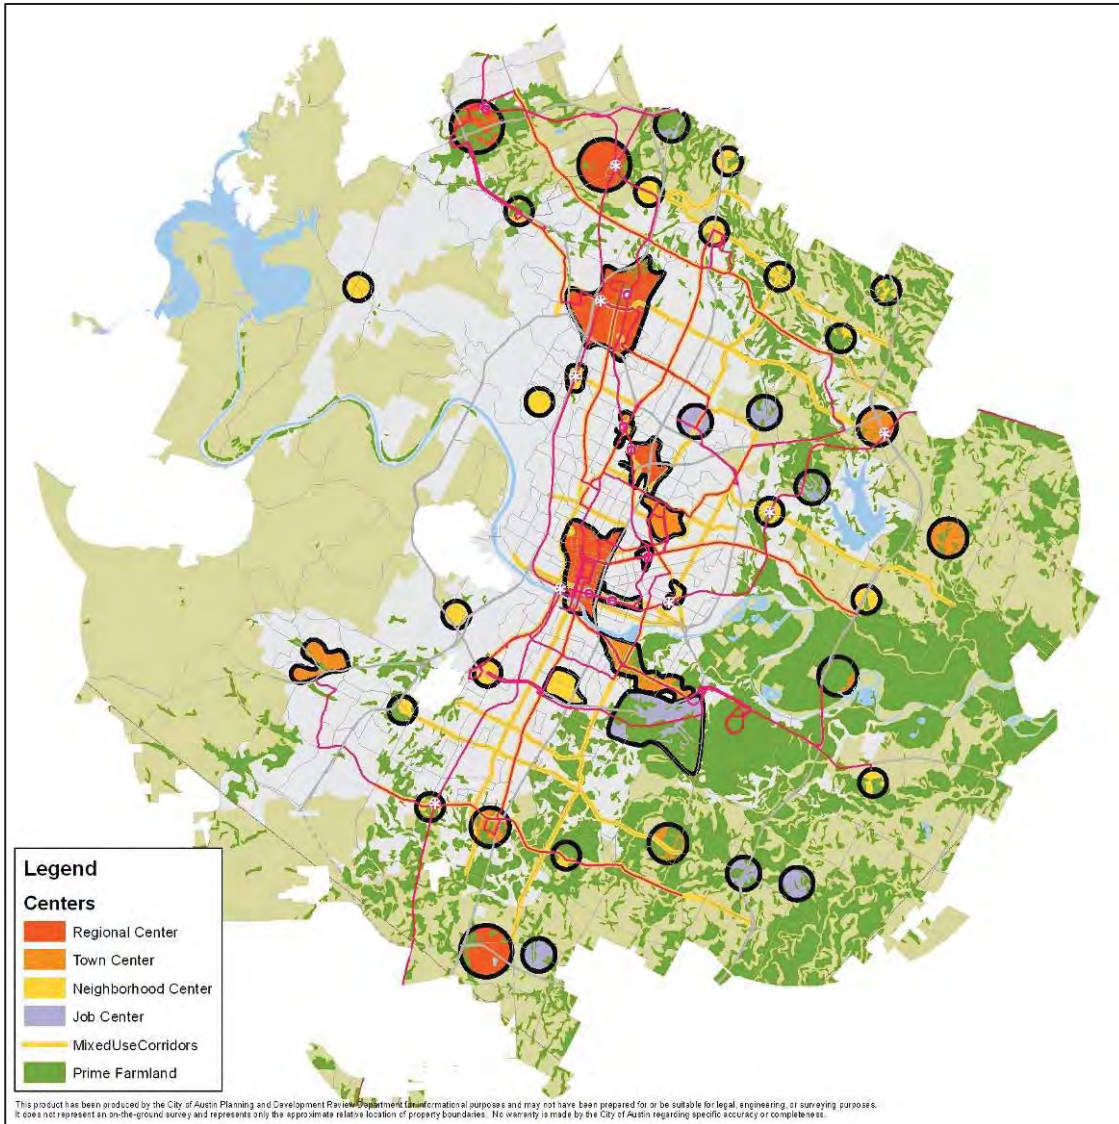 Legend
Centers
Regional Center
Town Center
Neighborhood Center
Job Center
MixedUseCorridors
Prime Farmland
This product has been produced by the City of Austin Planning and Development Review Department for informational purposes and may not have been prepared for or be suitable for legal, engineering, or surveying purposes.
It does not represent an on-the-ground survey and represents only the approximate relative location of property boundaries. No warranty is made by the City of Austin regarding specific accuracy or completeness.